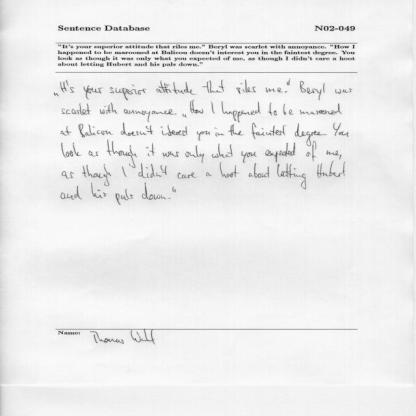 Sentence Database N02-049
"It's your superior attitude that riles me." Beryl was scarlet with annoyance. "How I
happened to be marooned at Balicou doesn't interest you in the faintest degree. You
look as though it was only what you expected of me, as though I didn't care a hoot
about letting Hubert and his pals down."
„It's your superior attitude that riles me." Beryl was
scarlet with annoyance. „How I happened to be marooned
at Balicou doesn't interest you in the faintest degree. You
look as though it was only what you expected of me,
as though I didn't care a hoot about letting Hubert
and his pals down."
Name: Thomas